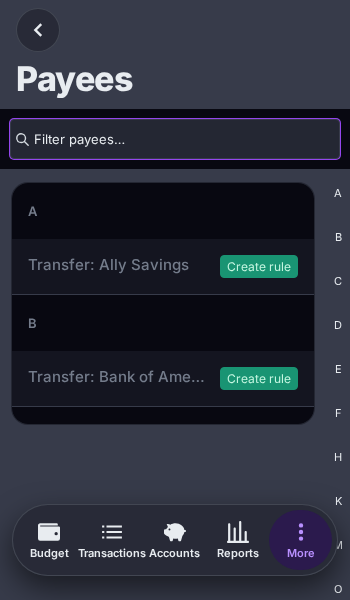 Payees
Filter payees...
A
Transfer: Ally Savings
Create rule
B
Transfer: Bank of Ame...
Create rule
A
B
C
D
E
F
H
K
M
O
Budget
Transactions
Accounts
Reports
More